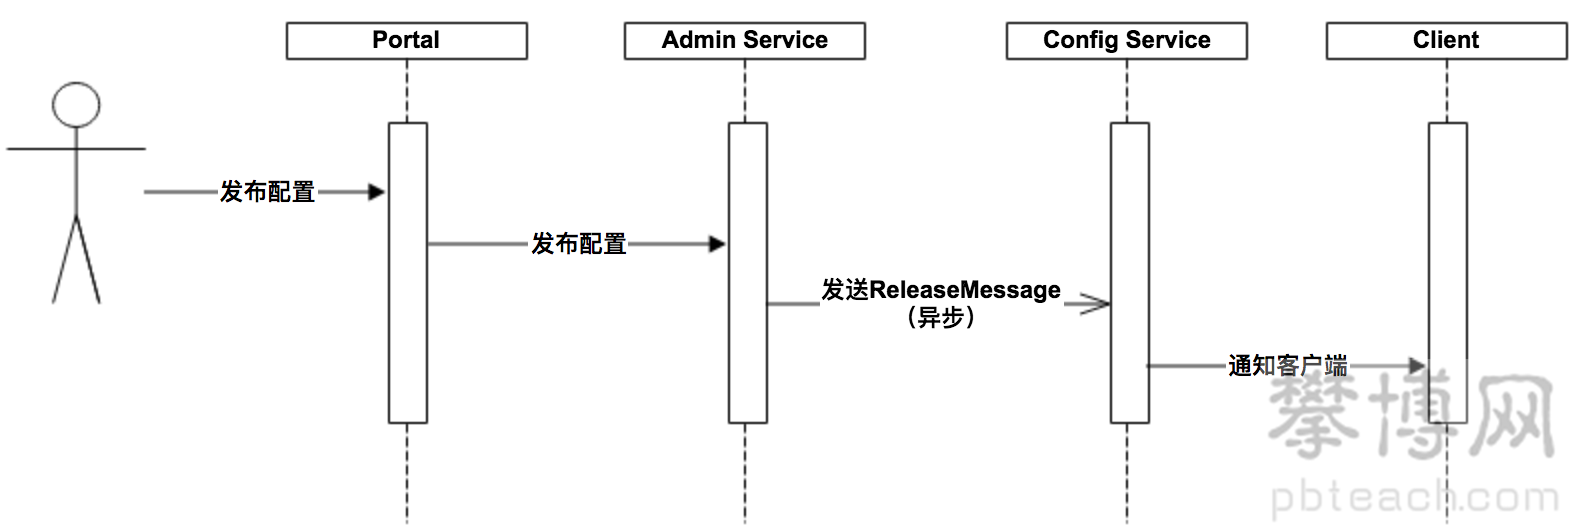 Portal
Admin Service
Config Service
Client
发布配置
发布配置
发送ReleaseMessage
（异步）
通知客户端
攀博网
pbteach.com